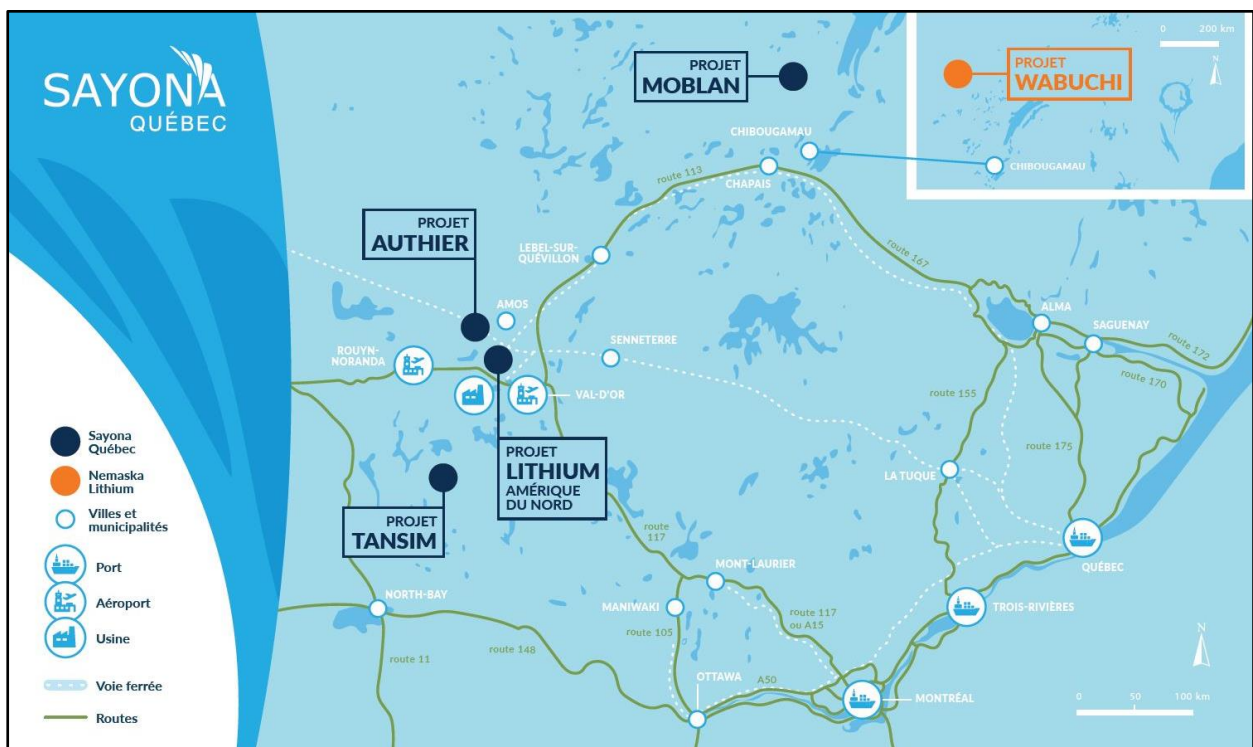 SAYONA
QUÉBEC
PROJET
MOBLAN
PROJET
WABUCHI
0 200 km
N
CHIBOUGAMAU
CHIBOUGAMAU
CHAPAIS
route 113
route 167
PROJET
AUTHIER
LEBEL-SUR-
QUÉVILLON
AMOS
SENNETERRE
ROUYN-
NORANDA
VAL-D'OR
ALMA
SAGUENAY
route 172
route 170
route 155
route 175
PROJET
LITHIUM
AMÉRIQUE
DU NORD
PROJET
TANSIM
LA TUQUE
route
117
QUÉBEC
MONT-LAURIER
MANIWAKI
route 117
ou A15
TROIS-RIVIÈRES
NORTH-BAY
route 105
route 11
route 148
OTTAWA
A50
MONTRÉAL
N
0 50 100 km
Sayona
Québec
Nemaska
Lithium
Villes et
municipalités
Port
Aéroport
Usine
Voie ferrée
Routes